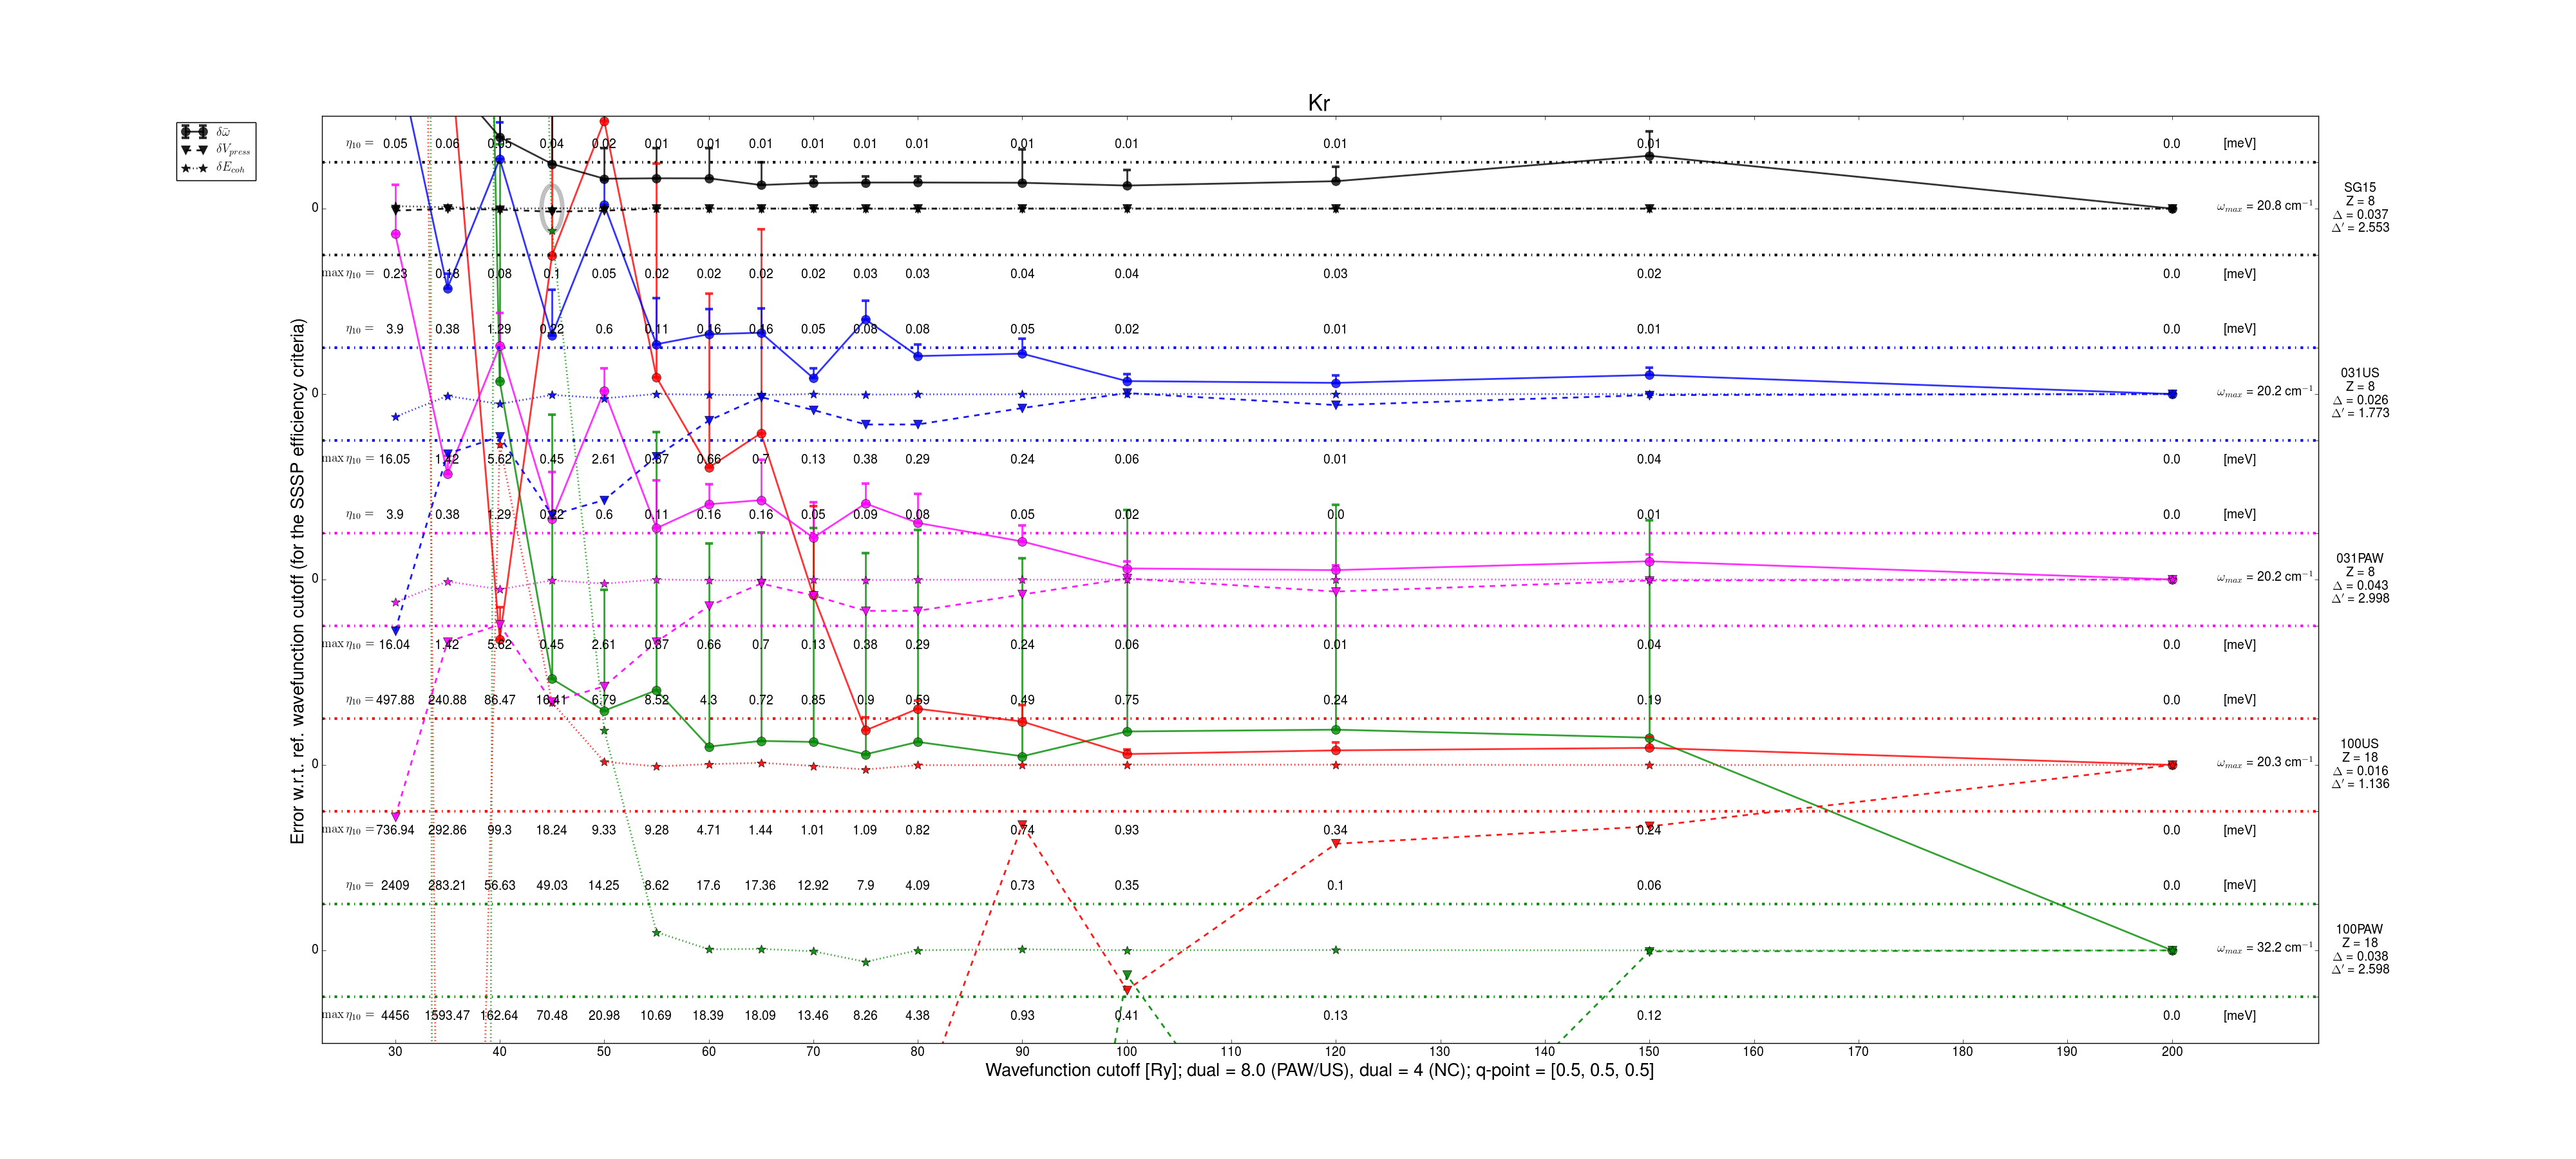 Kr
δω̄
δV_press
δE_coh
η₁₀ = 0.05 0.06 0.05 0.04 0.02 0.01 0.01 0.01 0.01 0.01 0.01 0.01 0.01 0.01 0.01 0.0 [meV]
0 ω_max = 20.8 cm⁻¹
SG15
Z = 8
Δ = 0.037
Δ′ = 2.553
max η₁₀ = 0.23 0.18 0.08 0.1 0.05 0.02 0.02 0.02 0.02 0.03 0.03 0.04 0.04 0.03 0.02 0.0 [meV]
η₁₀ = 3.9 0.38 1.29 0.22 0.6 0.11 0.16 0.16 0.05 0.08 0.08 0.05 0.02 0.01 0.01 0.0 [meV]
0 ω_max = 20.2 cm⁻¹
031US
Z = 8
Δ = 0.026
Δ′ = 1.773
max η₁₀ = 16.05 1.42 5.62 0.45 2.61 0.37 0.66 0.7 0.13 0.38 0.29 0.24 0.06 0.01 0.04 0.0 [meV]
η₁₀ = 3.9 0.38 1.29 0.22 0.6 0.11 0.16 0.16 0.05 0.09 0.08 0.05 0.02 0.0 0.01 0.0 [meV]
0 ω_max = 20.2 cm⁻¹
031PAW
Z = 8
Δ = 0.043
Δ′ = 2.998
max η₁₀ = 16.04 1.42 5.62 0.45 2.61 0.37 0.66 0.7 0.13 0.38 0.29 0.24 0.06 0.01 0.04 0.0 [meV]
η₁₀ = 497.88 240.88 86.47 16.41 6.79 8.52 4.3 0.72 0.85 0.9 0.59 0.49 0.75 0.24 0.19 0.0 [meV]
0 ω_max = 20.3 cm⁻¹
100US
Z = 18
Δ = 0.016
Δ′ = 1.136
max η₁₀ = 736.94 292.86 99.3 18.24 9.33 9.28 4.71 1.44 1.01 1.09 0.82 0.74 0.93 0.34 0.24 0.0 [meV]
η₁₀ = 2409 283.21 56.63 49.03 14.25 8.62 17.6 17.36 12.92 7.9 4.09 0.73 0.35 0.1 0.06 0.0 [meV]
0 ω_max = 32.2 cm⁻¹
100PAW
Z = 18
Δ = 0.038
Δ′ = 2.598
max η₁₀ = 4456 1593.47 162.64 70.48 20.98 10.69 18.39 18.09 13.46 8.26 4.38 0.93 0.41 0.13 0.12 0.0 [meV]
30 40 50 60 70 80 90 100 110 120 130 140 150 160 170 180 190 200
Wavefunction cutoff [Ry]; dual = 8.0 (PAW/US), dual = 4 (NC); q-point = [0.5, 0.5, 0.5]
Error w.r.t. ref. wavefunction cutoff (for the SSSP efficiency criteria)